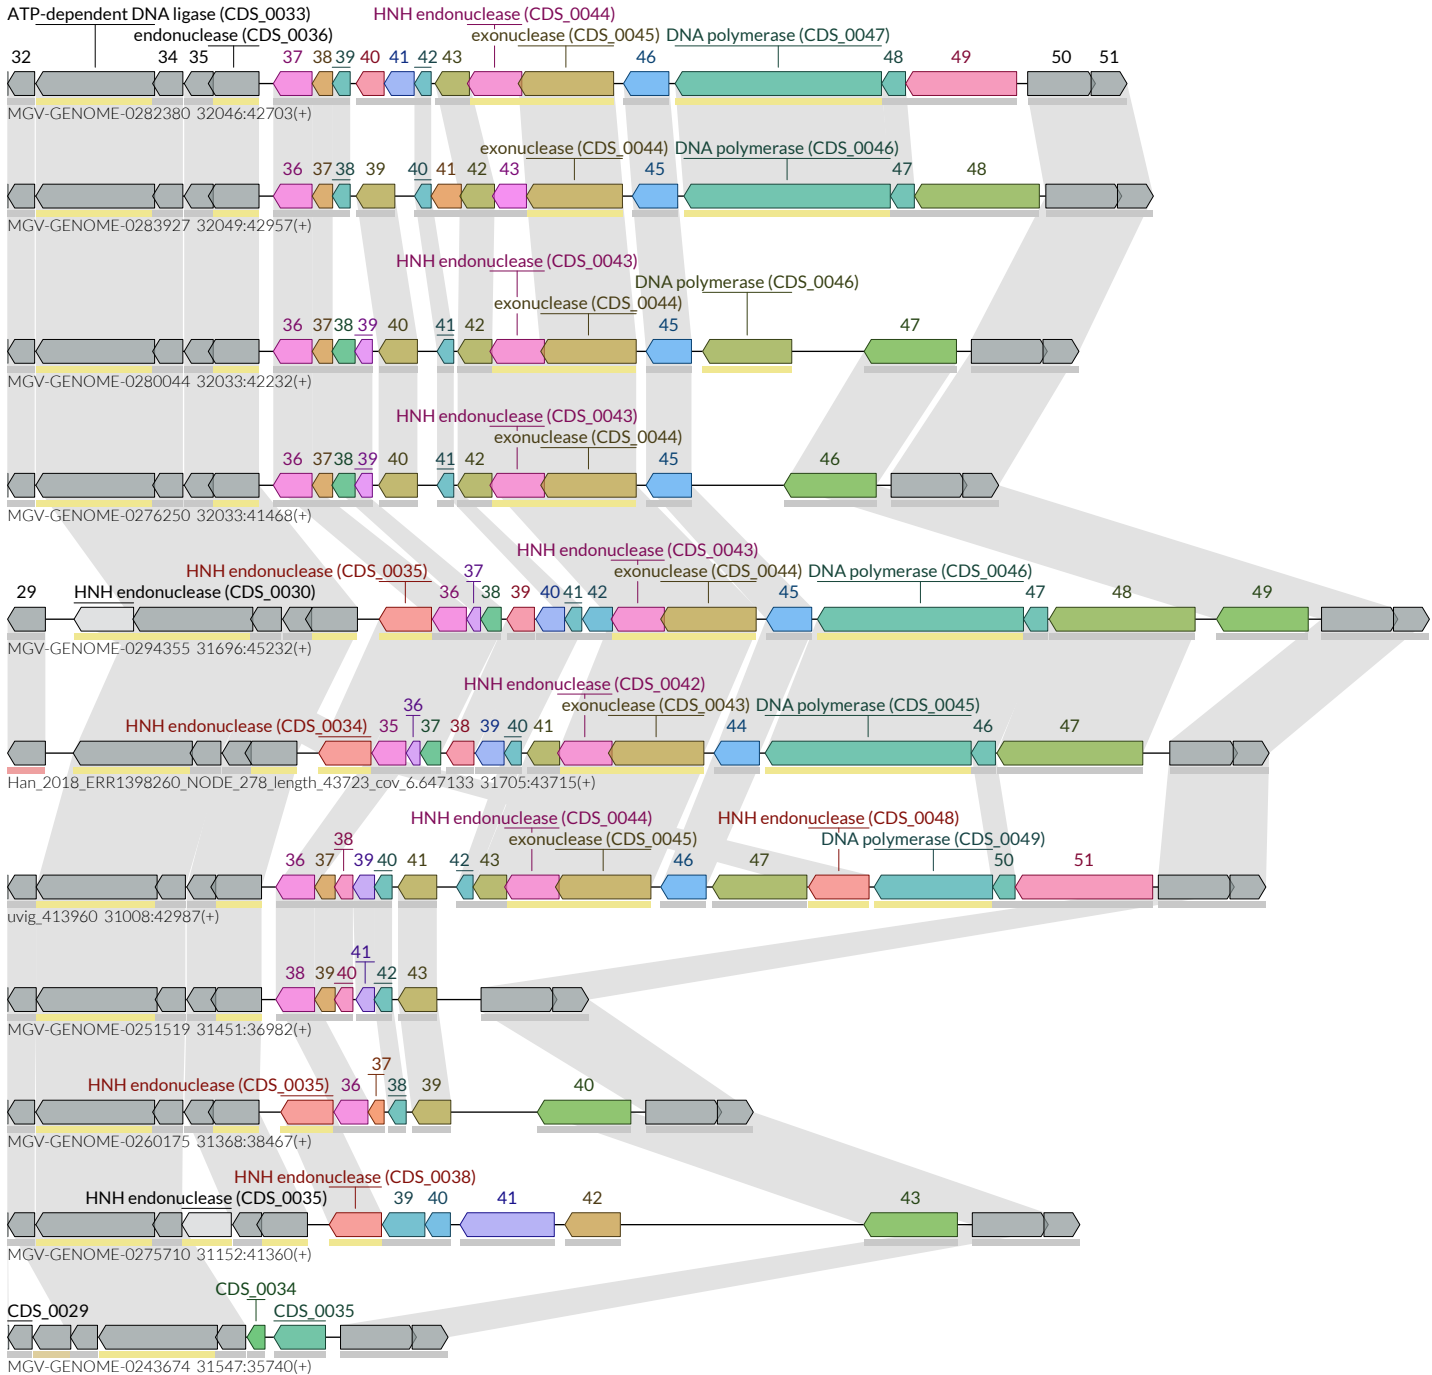 ATP-dependent DNA ligase (CDS_0033) HNH endonuclease (CDS_0044)
endonuclease (CDS_0036) exonuclease (CDS_0045) DNA polymerase (CDS_0047)
32 34 35 37 38 39 40 41 42 43 46 48 49 50 51
MGV-GENOME-0282380 32046:42703(+)
exonuclease (CDS_0044) DNA polymerase (CDS_0046)
36 37 38 39 40 41 42 43 45 47 48
MGV-GENOME-0283927 32049:42957(+)
HNH endonuclease (CDS_0043)
DNA polymerase (CDS_0046)
exonuclease (CDS_0044)
36 37 38 39 40 41 42 45 47
MGV-GENOME-0280044 32033:42232(+)
HNH endonuclease (CDS_0043)
exonuclease (CDS_0044)
36 37 38 39 40 41 42 45 46
MGV-GENOME-0276250 32033:41468(+)
HNH endonuclease (CDS_0043)
HNH endonuclease (CDS_0035) 37 exonuclease (CDS_0044) DNA polymerase (CDS_0046)
29 HNH endonuclease (CDS_0030) 36 38 39 40 41 42 45 47 48 49
MGV-GENOME-0294355 31696:45232(+)
HNH endonuclease (CDS_0042)
36 exonuclease (CDS_0043) DNA polymerase (CDS_0045)
HNH endonuclease (CDS_0034) 35 37 38 39 40 41 44 46 47
Han_2018_ERR1398260_NODE_278_length_43723_cov_6.647133 31705:43715(+)
HNH endonuclease (CDS_0044) HNH endonuclease (CDS_0048)
38 exonuclease (CDS_0045) DNA polymerase (CDS_0049)
36 37 39 40 41 42 43 46 47 50 51
uvig_413960 31008:42987(+)
41
38 39 40 42 43
MGV-GENOME-0251519 31451:36982(+)
37
HNH endonuclease (CDS_0035) 36 38 39 40
MGV-GENOME-0260175 31368:38467(+)
HNH endonuclease (CDS_0038)
HNH endonuclease (CDS_0035) 39 40 41 42 43
MGV-GENOME-0275710 31152:41360(+)
CDS_0034
CDS_0029 CDS_0035
MGV-GENOME-0243674 31547:35740(+)